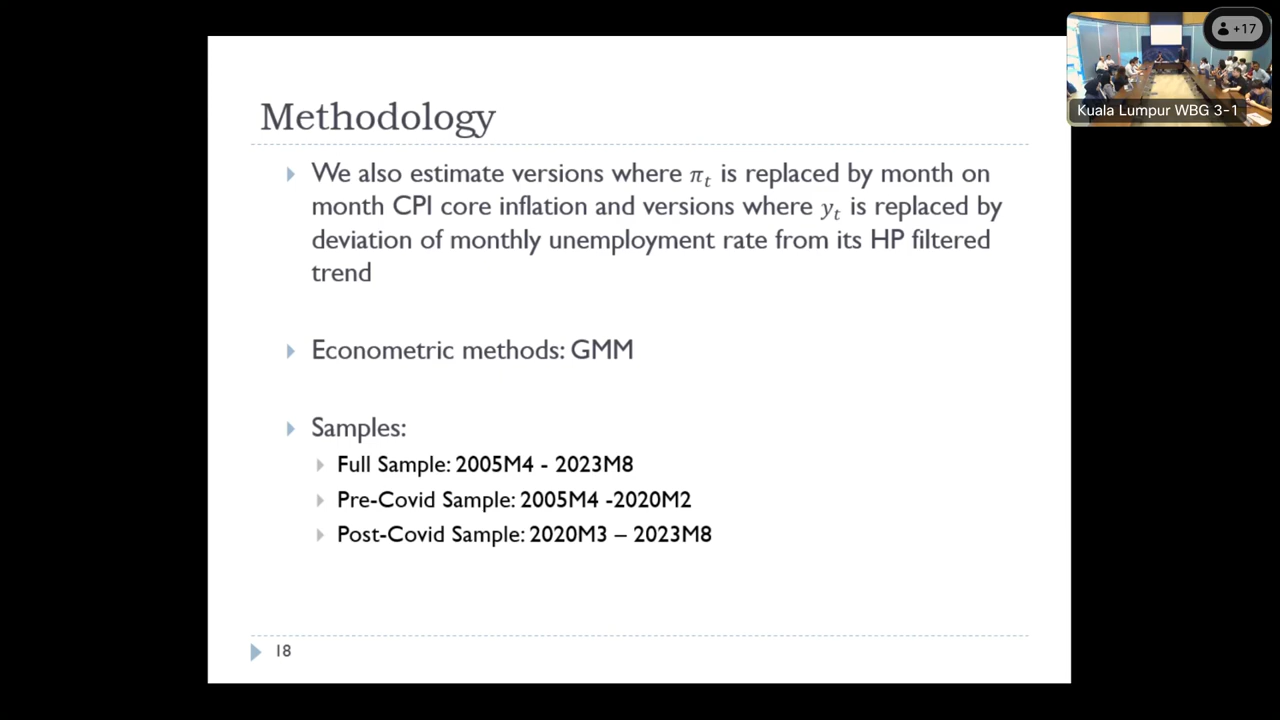 +17
Kuala Lumpur WBG 3-1
Methodology
We also estimate versions where πt is replaced by month on
month CPI core inflation and versions where yt is replaced by
deviation of monthly unemployment rate from its HP filtered
trend
Econometric methods: GMM
Samples:
Full Sample: 2005M4 - 2023M8
Pre-Covid Sample: 2005M4 -2020M2
Post-Covid Sample: 2020M3 – 2023M8
18